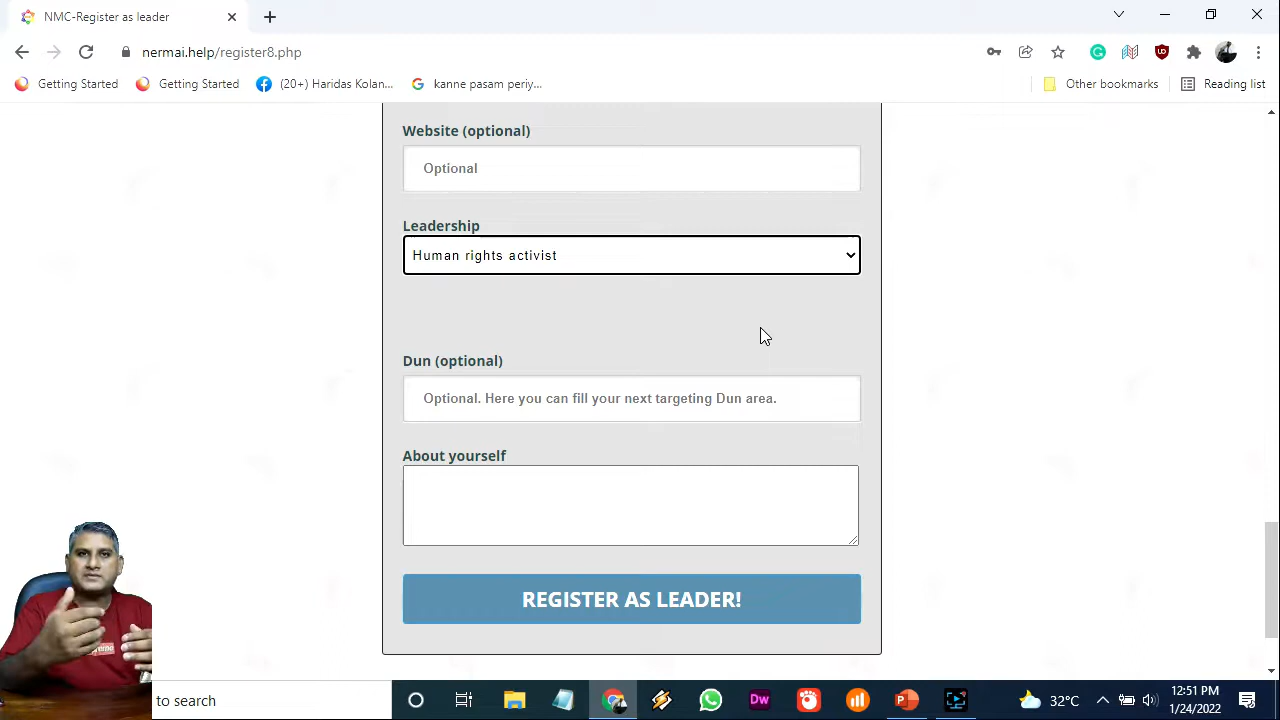 NMC-Register as leader
nermai.help/register8.php
Getting Started
Getting Started
(20+) Haridas Kolan...
kanne pasam periy...
Other bookmarks
Reading list
Website (optional)
Optional
Leadership
Human rights activist
Dun (optional)
Optional. Here you can fill your next targeting Dun area.
About yourself
REGISTER AS LEADER!
to search
Dw
32°C
12:51 PM
1/24/2022